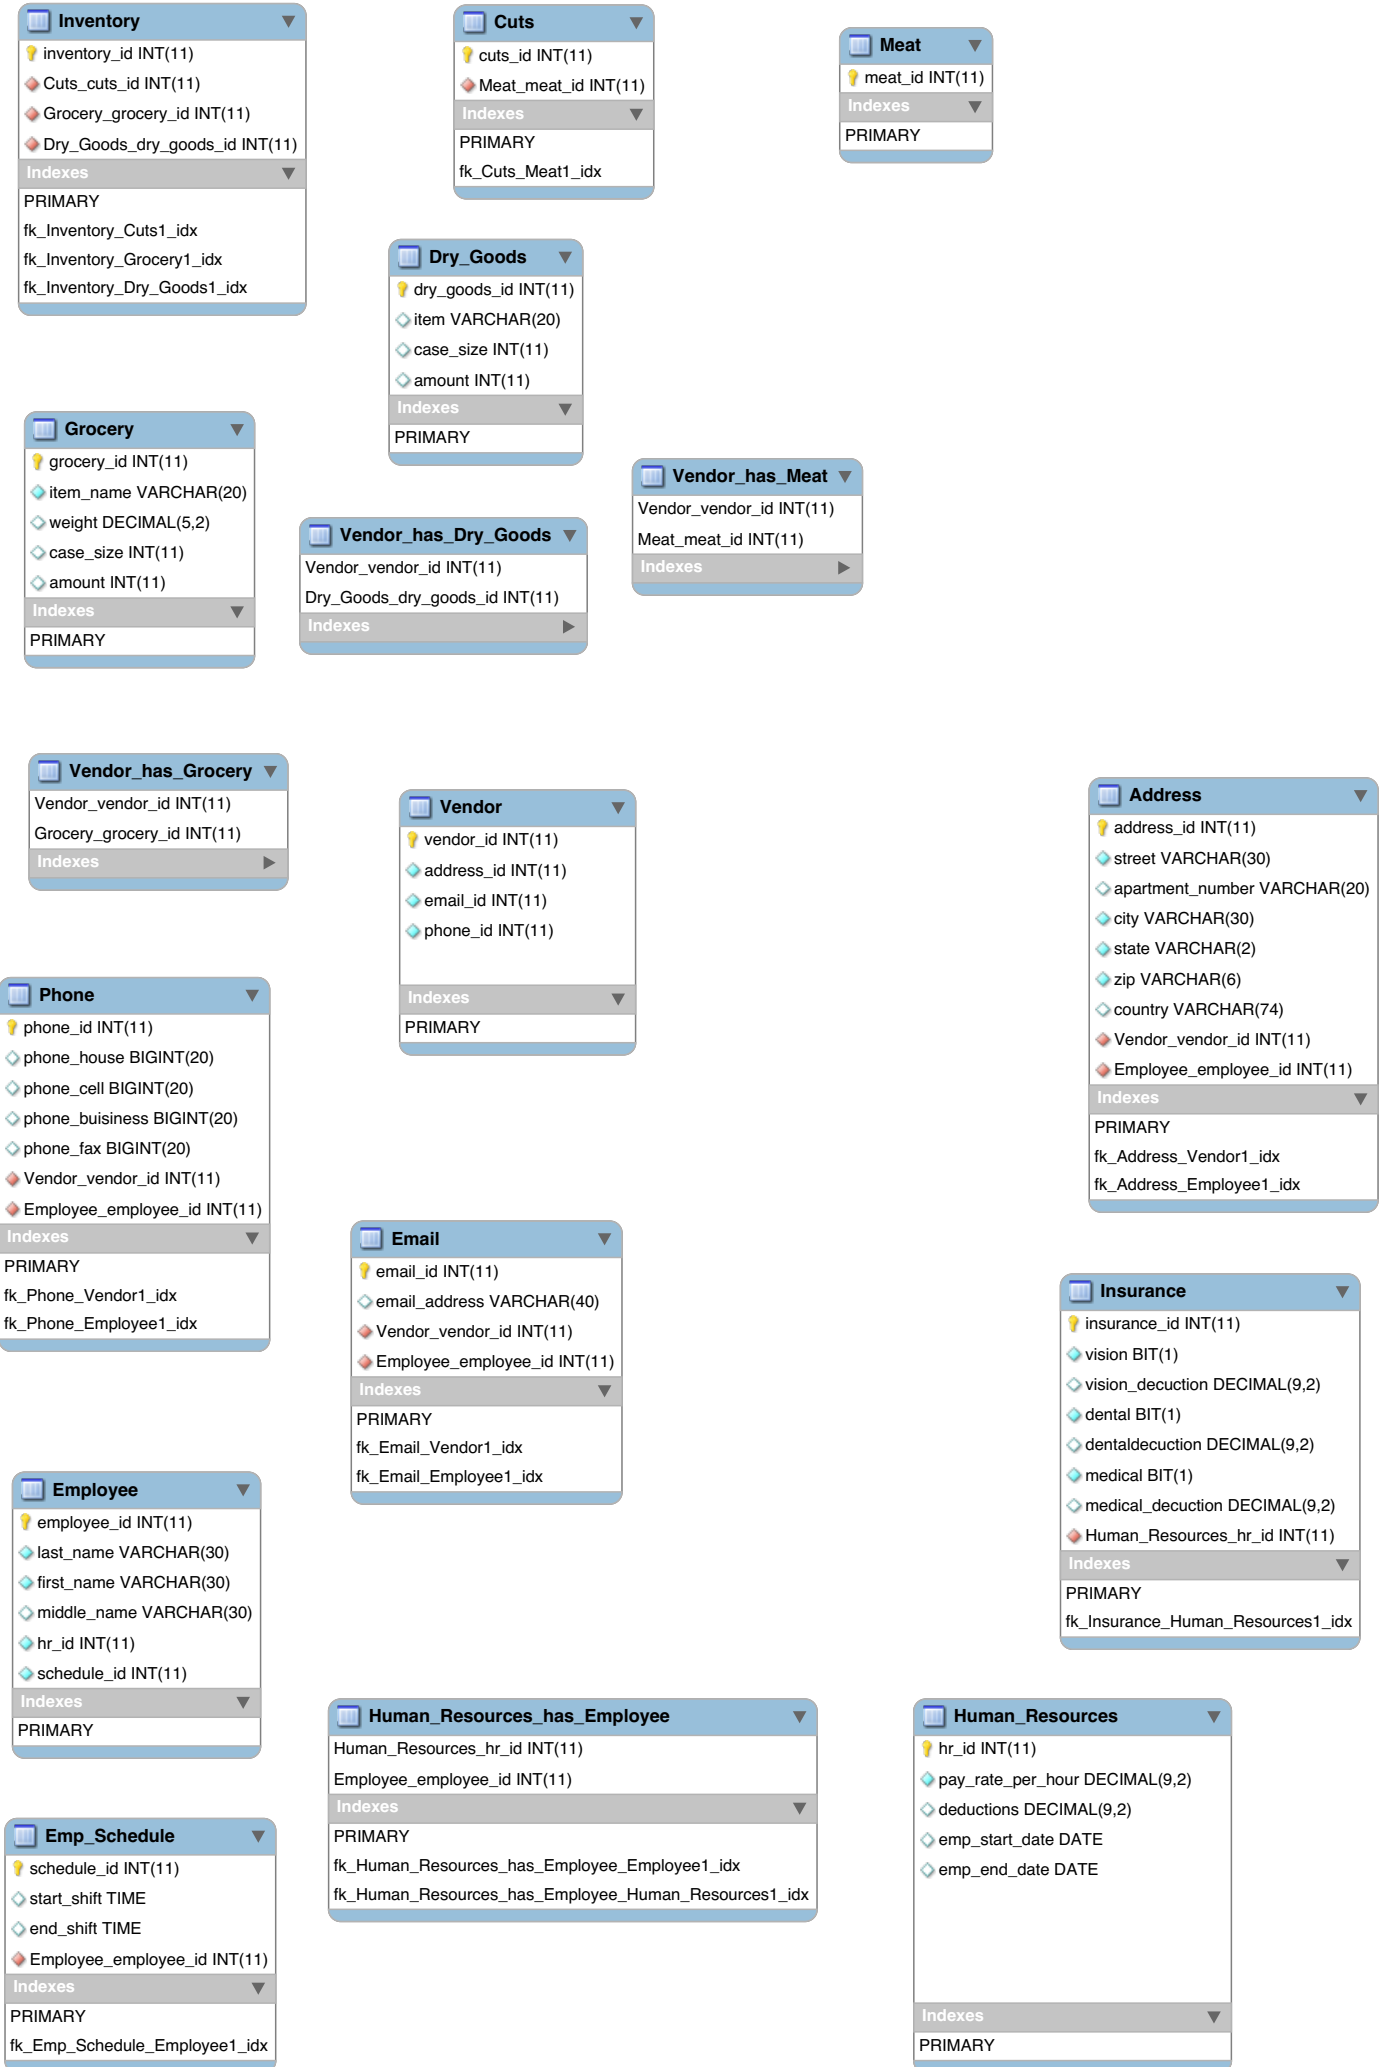 Inventory
inventory_id INT(11)
Cuts_cuts_id INT(11)
Grocery_grocery_id INT(11)
Dry_Goods_dry_goods_id INT(11)
Indexes
PRIMARY
fk_Inventory_Cuts1_idx
fk_Inventory_Grocery1_idx
fk_Inventory_Dry_Goods1_idx
Cuts
cuts_id INT(11)
Meat_meat_id INT(11)
Indexes
PRIMARY
fk_Cuts_Meat1_idx
Meat
meat_id INT(11)
Indexes
PRIMARY
Dry_Goods
dry_goods_id INT(11)
item VARCHAR(20)
case_size INT(11)
amount INT(11)
Indexes
PRIMARY
Grocery
grocery_id INT(11)
item_name VARCHAR(20)
weight DECIMAL(5,2)
case_size INT(11)
amount INT(11)
Indexes
PRIMARY
Vendor_has_Dry_Goods
Vendor_vendor_id INT(11)
Dry_Goods_dry_goods_id INT(11)
Indexes
Vendor_has_Meat
Vendor_vendor_id INT(11)
Meat_meat_id INT(11)
Indexes
Vendor_has_Grocery
Vendor_vendor_id INT(11)
Grocery_grocery_id INT(11)
Indexes
Vendor
vendor_id INT(11)
address_id INT(11)
email_id INT(11)
phone_id INT(11)
Indexes
PRIMARY
Address
address_id INT(11)
street VARCHAR(30)
apartment_number VARCHAR(20)
city VARCHAR(30)
state VARCHAR(2)
zip VARCHAR(6)
country VARCHAR(74)
Vendor_vendor_id INT(11)
Employee_employee_id INT(11)
Indexes
PRIMARY
fk_Address_Vendor1_idx
fk_Address_Employee1_idx
Phone
phone_id INT(11)
phone_house BIGINT(20)
phone_cell BIGINT(20)
phone_buisiness BIGINT(20)
phone_fax BIGINT(20)
Vendor_vendor_id INT(11)
Employee_employee_id INT(11)
Indexes
PRIMARY
fk_Phone_Vendor1_idx
fk_Phone_Employee1_idx
Email
email_id INT(11)
email_address VARCHAR(40)
Vendor_vendor_id INT(11)
Employee_employee_id INT(11)
Indexes
PRIMARY
fk_Email_Vendor1_idx
fk_Email_Employee1_idx
Insurance
insurance_id INT(11)
vision BIT(1)
vision_decuction DECIMAL(9,2)
dental BIT(1)
dentaldecuction DECIMAL(9,2)
medical BIT(1)
medical_decuction DECIMAL(9,2)
Human_Resources_hr_id INT(11)
Indexes
PRIMARY
fk_Insurance_Human_Resources1_idx
Employee
employee_id INT(11)
last_name VARCHAR(30)
first_name VARCHAR(30)
middle_name VARCHAR(30)
hr_id INT(11)
schedule_id INT(11)
Indexes
PRIMARY
Human_Resources_has_Employee
Human_Resources_hr_id INT(11)
Employee_employee_id INT(11)
Indexes
PRIMARY
fk_Human_Resources_has_Employee_Employee1_idx
fk_Human_Resources_has_Employee_Human_Resources1_idx
Human_Resources
hr_id INT(11)
pay_rate_per_hour DECIMAL(9,2)
deductions DECIMAL(9,2)
emp_start_date DATE
emp_end_date DATE
Indexes
PRIMARY
Emp_Schedule
schedule_id INT(11)
start_shift TIME
end_shift TIME
Employee_employee_id INT(11)
Indexes
PRIMARY
fk_Emp_Schedule_Employee1_idx